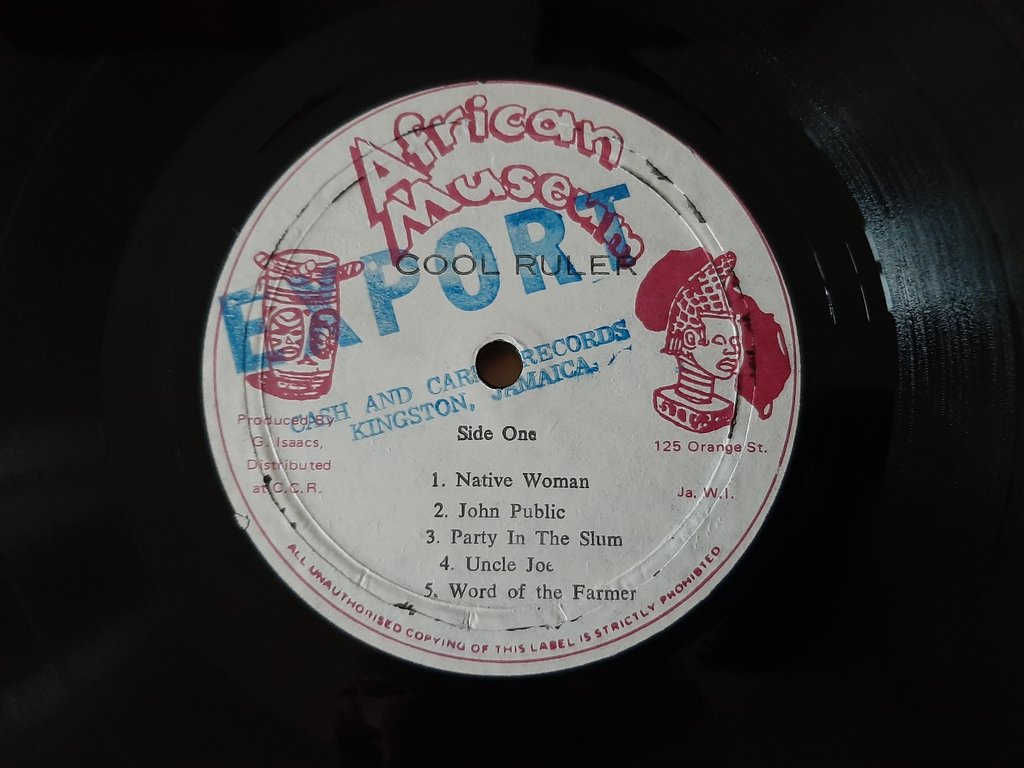 African
Museum
EXPORT
COOL RULER
CASH AND CARRY RECORDS
KINGSTON, JAMAICA.
Produced By
G. Isaacs,
Distributed
at C.C.R.
125 Orange St.
Ja. W.I.
Side One
1. Native Woman
2. John Public
3. Party In The Slum
4. Uncle Joe
5. Word of the Farmer
ALL UNAUTHORISED COPYING OF THIS LABEL IS STRICTLY PROHIBITED